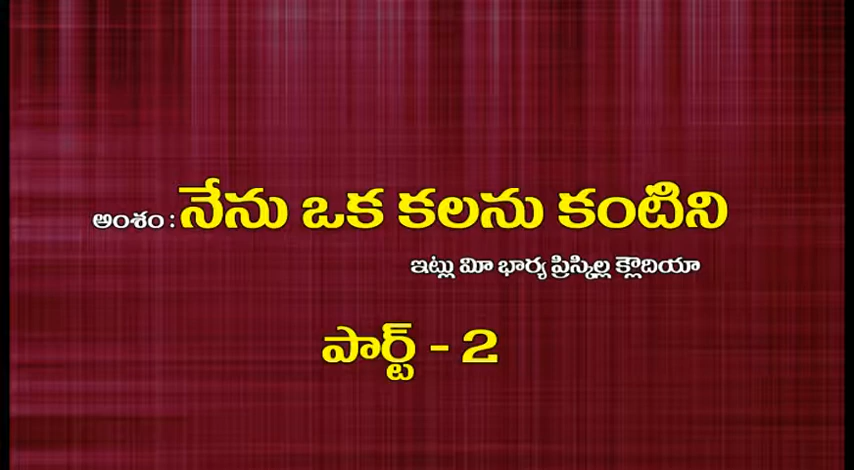 అంశం : నేను ఒక కలను కంటిని
ఇట్లు మీ భార్య ప్రిస్కిల్ల క్లౌదియా
పార్ట్ - 2